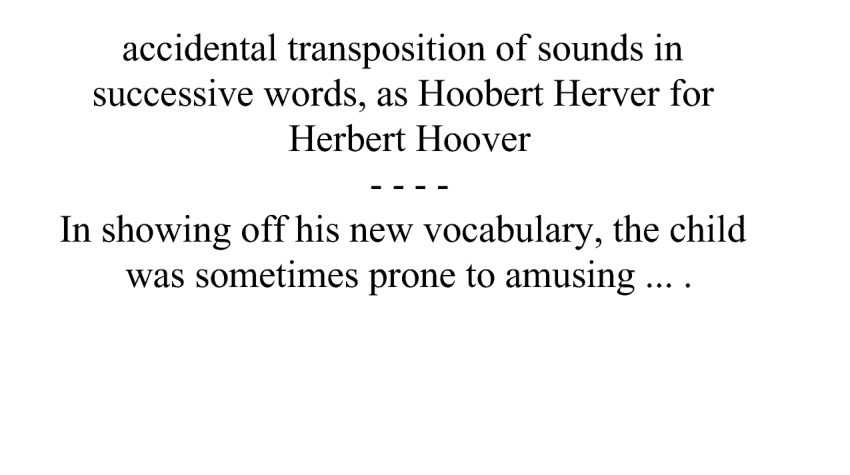 accidental transposition of sounds in
successive words, as Hoobert Herver for
Herbert Hoover
- - - -
In showing off his new vocabulary, the child
was sometimes prone to amusing ... .